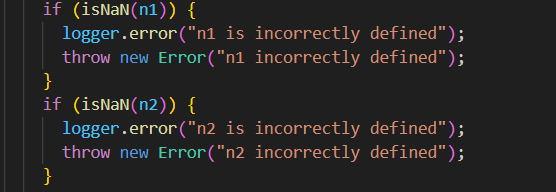 if (isNaN(n1)) {
logger.error("n1 is incorrectly defined");
throw new Error("n1 incorrectly defined");
}
if (isNaN(n2)) {
logger.error("n2 is incorrectly defined");
throw new Error("n2 incorrectly defined");
}